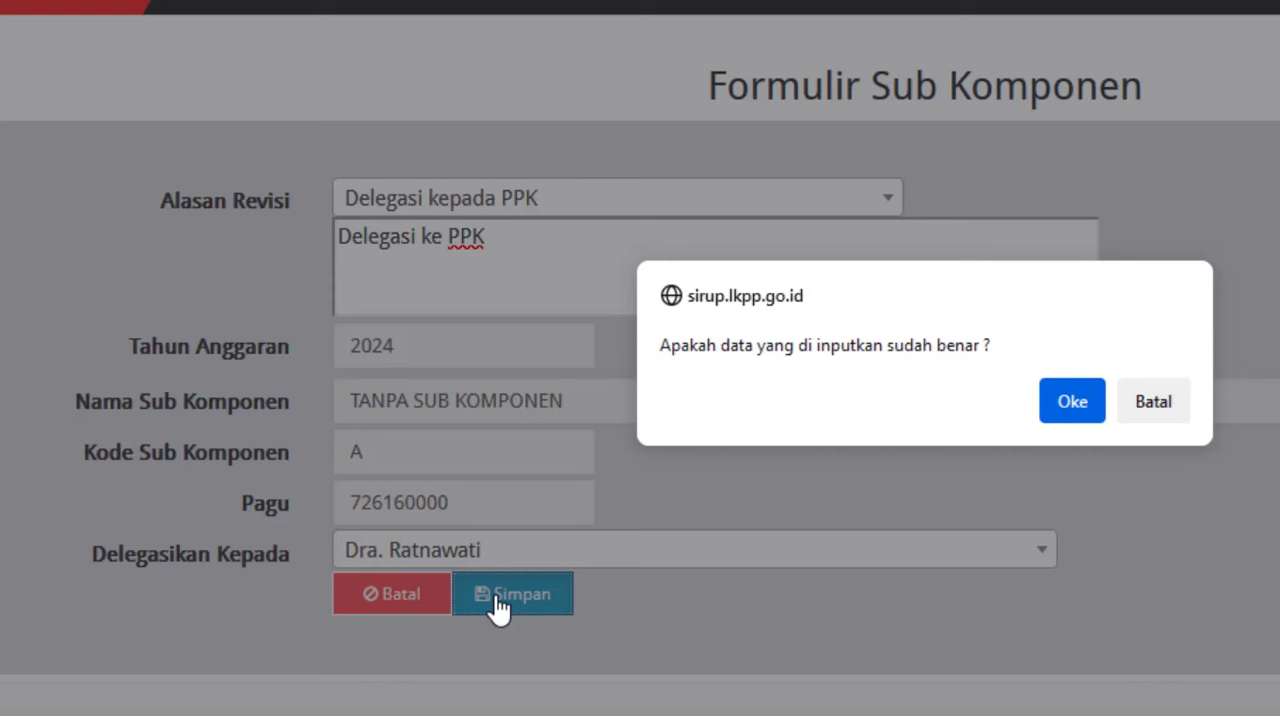 Formulir Sub Komponen
Alasan Revisi
Delegasi kepada PPK
Delegasi ke PPK
sirup.lkpp.go.id
Apakah data yang di inputkan sudah benar ?
Oke
Batal
Tahun Anggaran
2024
Nama Sub Komponen
TANPA SUB KOMPONEN
Kode Sub Komponen
A
Pagu
726160000
Delegasikan Kepada
Dra. Ratnawati
Batal
Simpan